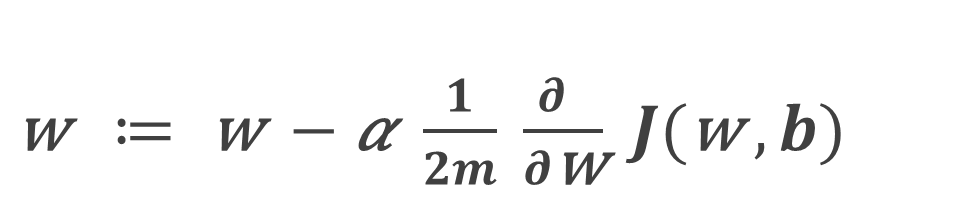 w := w − α 1/2m ∂/∂W J(w, b)